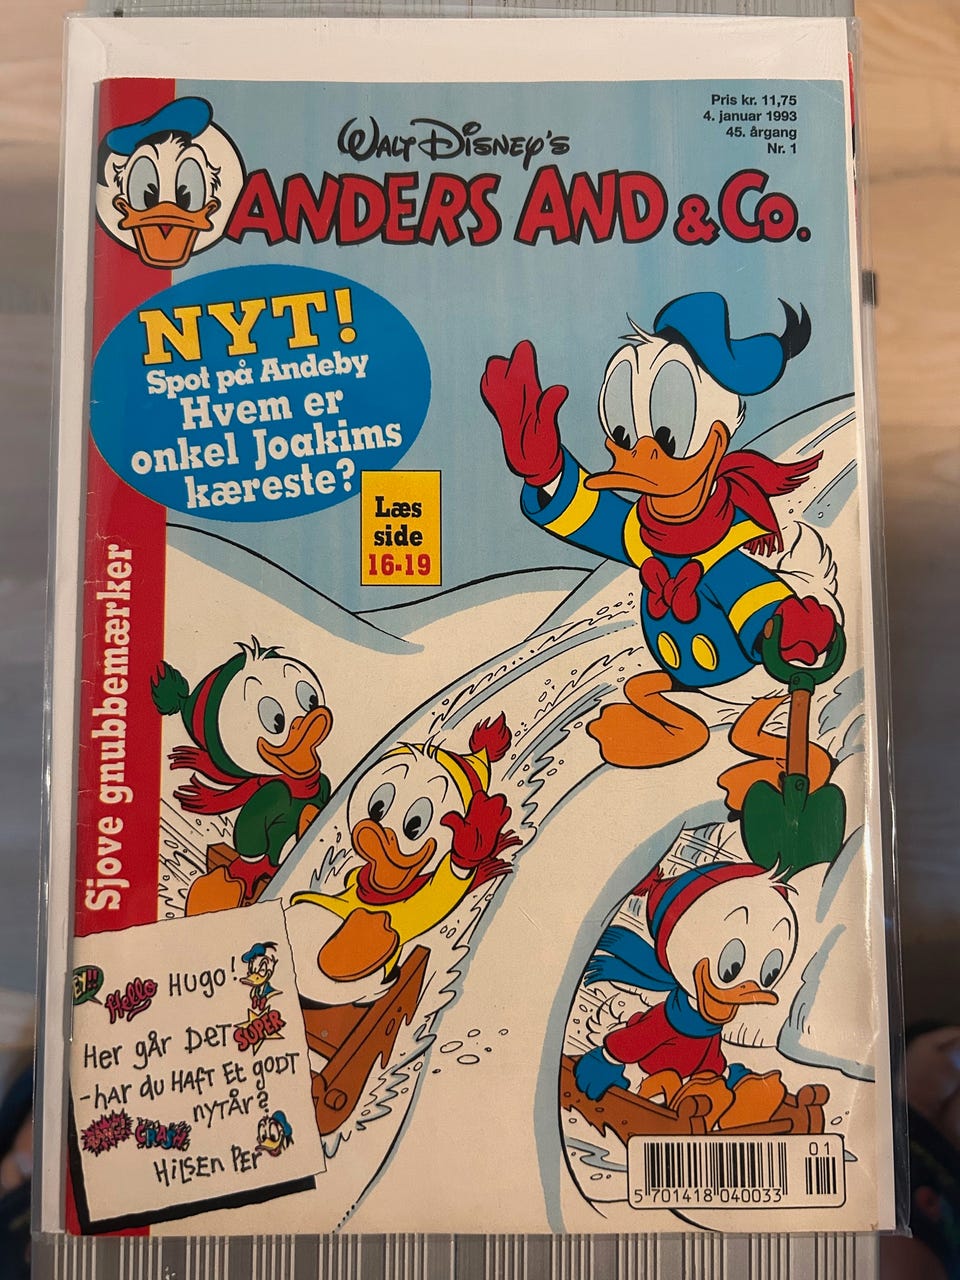 Pris kr. 11,75
4. januar 1993
45. årgang
Nr. 1
WALT DISNEY'S
ANDERS AND & Co.
NYT!
Spot på Andeby
Hvem er
onkel Joakims
kæreste?
Læs
side
16-19
Sjove gnubbemærker
Hello HUGO!
HER GÅR DET SUPER
-HAR DU HAFT ET GODT
NYTÅR?
CRASH
HILSEN PER
01
5 701418 040033